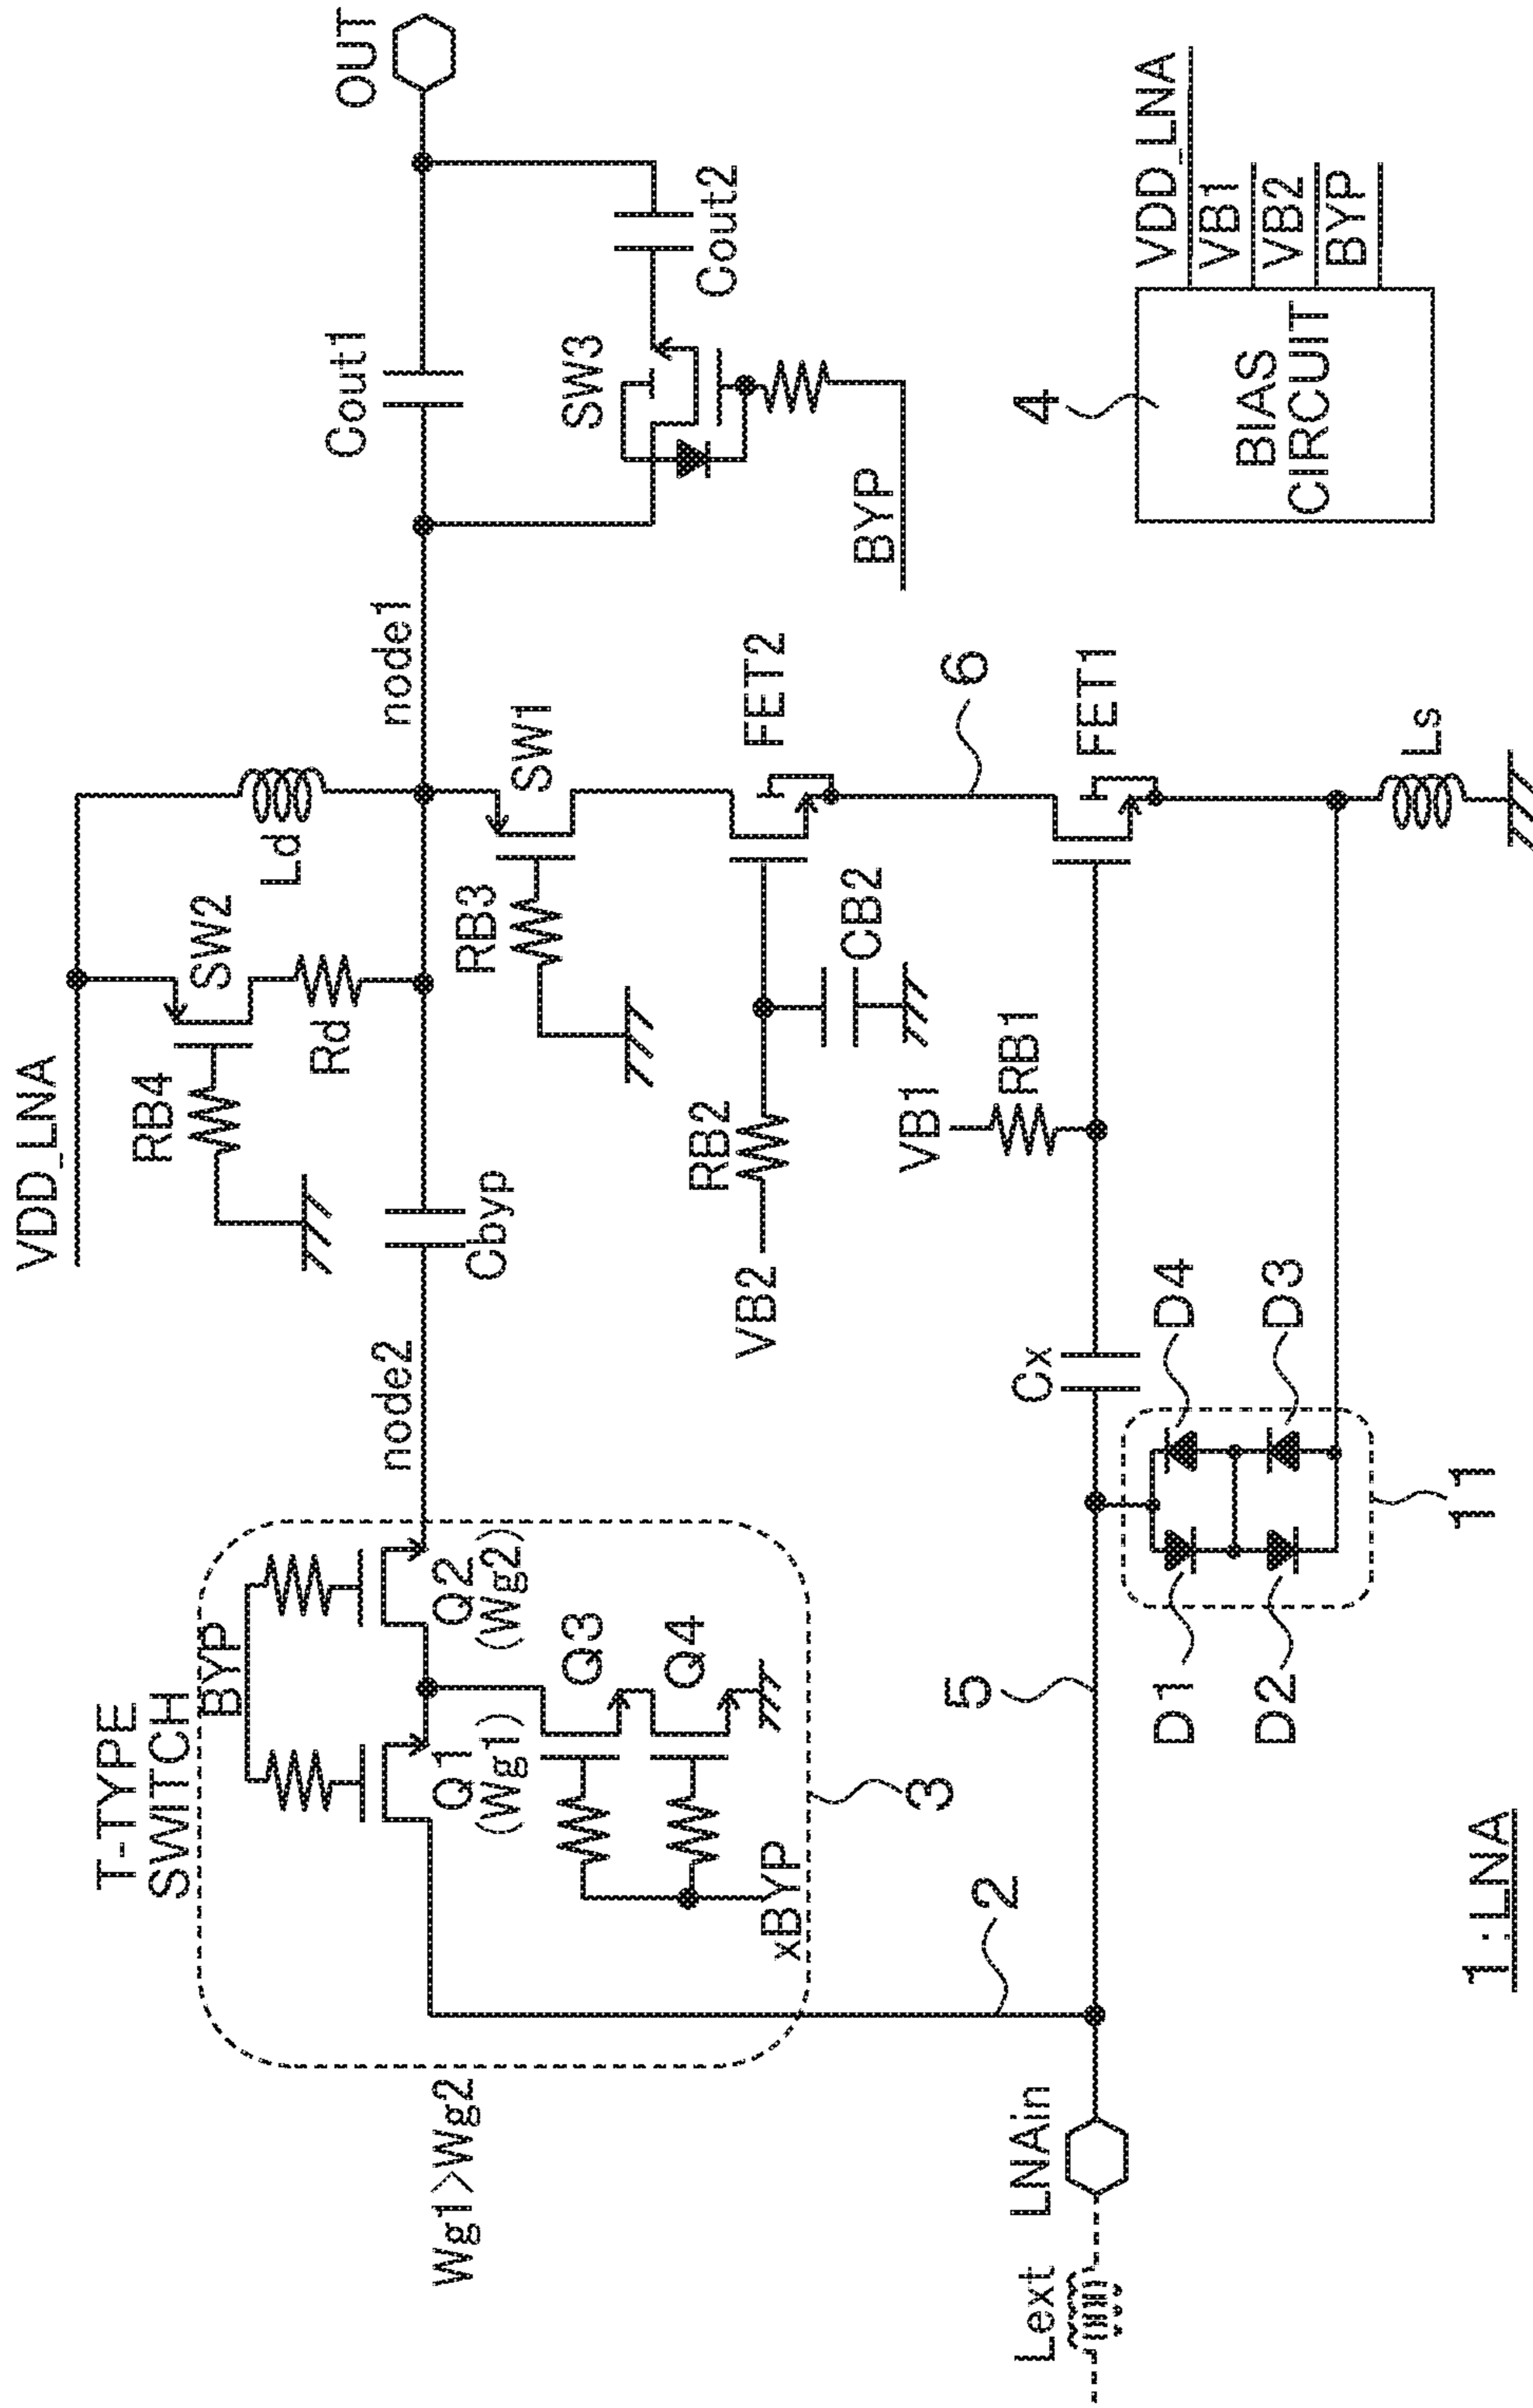 VDD_LNA
OUT
T-TYPE
SWITCH
BYP
RB4
SW2
Ld
Rd
node1
Cout1
node2
Cbyp
Q1
(Wg1)
Q2
(Wg2)
Wg1>Wg2
Q3
Q4
xBYP
RB3
SW1
SW3
Cout2
BYP
RB2
VB2
CB2
FET2
3
2
5
6
VB1
RB1
FET1
Lext
LNAin
Cx
D1
D2
D4
D3
11
Ls
4
BIAS
CIRCUIT
VDD_LNA
VB1
VB2
BYP
1:LNA